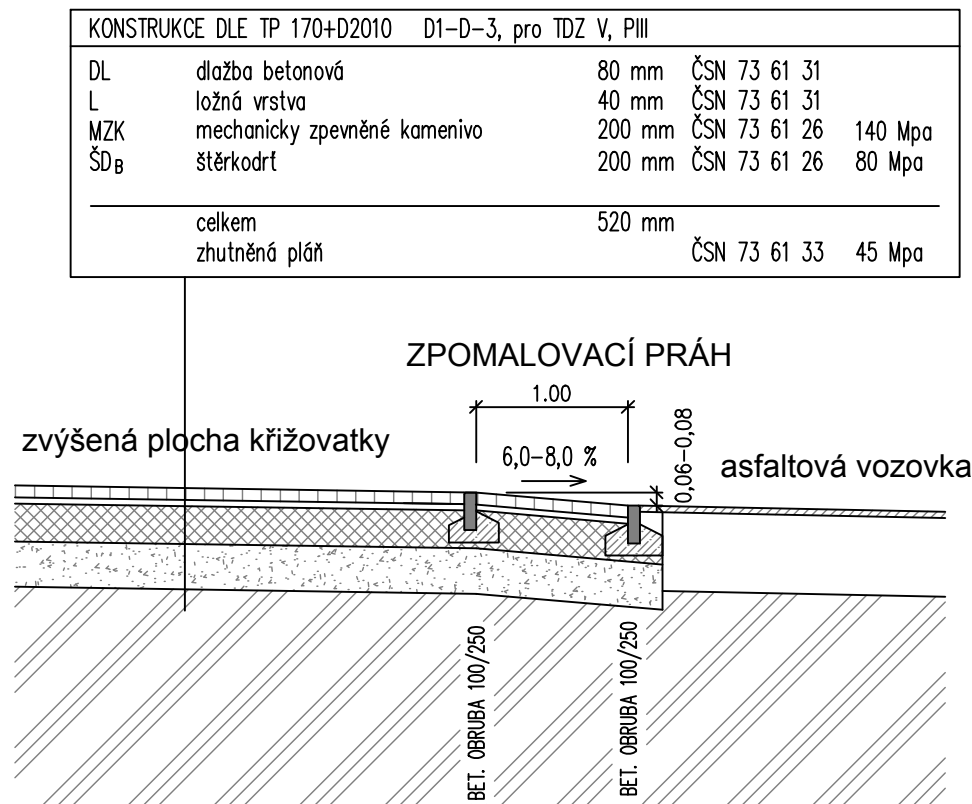 KONSTRUKCE DLE TP 170+D2010 D1-D-3, pro TDZ V, PIII
DL dlažba betonová 80 mm ČSN 73 61 31
L ložná vrstva 40 mm ČSN 73 61 31
MZK mechanicky zpevněné kamenivo 200 mm ČSN 73 61 26 140 Mpa
ŠDB štěrkodrť 200 mm ČSN 73 61 26 80 Mpa
celkem 520 mm
zhutněná pláň ČSN 73 61 33 45 Mpa
ZPOMALOVACÍ PRÁH
1.00
zvýšená plocha křižovatky
6,0-8,0 %
0,06-0,08
asfaltová vozovka
BET. OBRUBA 100/250
BET. OBRUBA 100/250